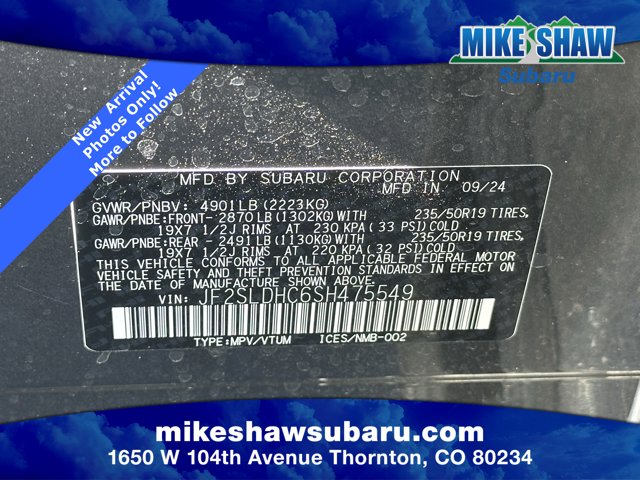 MIKE SHAW
Subaru
New Arrival
Photos Only!
More to Follow
MFD BY SUBARU CORPORATION
MFD IN 09/24
GVWR/PNBV: 4901LB (2223KG)
GAWR/PNBE: FRONT- 2870 LB (1302KG) WITH 235/50R19 TIRES,
19X7 1/2J RIMS AT 230 KPA (33 PSI) COLD
GAWR/PNBE: REAR - 2491LB (1130KG) WITH 235/50R19 TIRES,
19X7 1/2J RIMS AT 220 KPA (32 PSI) COLD
THIS VEHICLE CONFORMS TO ALL APPLICABLE FEDERAL MOTOR
VEHICLE SAFETY AND THEFT PREVENTION STANDARDS IN EFFECT ON
THE DATE OF MANUFACTURE SHOWN ABOVE.
VIN: JF2SLDHC6SH475549
TYPE:MPV/VTUM ICES/NMB-002
mikeshawsubaru.com
1650 W 104th Avenue Thornton, CO 80234